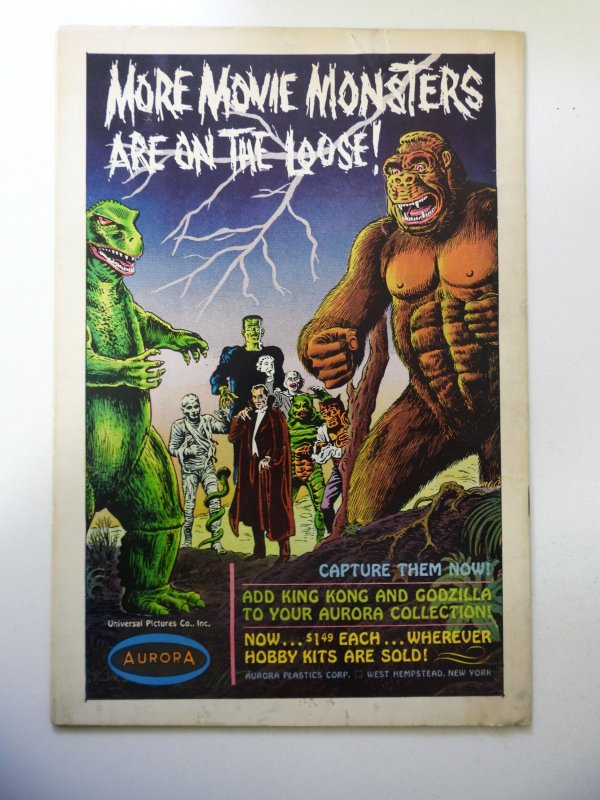 MORE MOVIE MONSTERS
ARE ON THE LOOSE!
CAPTURE THEM NOW!
ADD KING KONG AND GODZILLA
TO YOUR AURORA COLLECTION!
Universal Pictures Co., Inc.
NOW...$1.49 EACH...WHEREVER
HOBBY KITS ARE SOLD!
AURORA
AURORA PLASTICS CORP. □ WEST HEMPSTEAD, NEW YORK